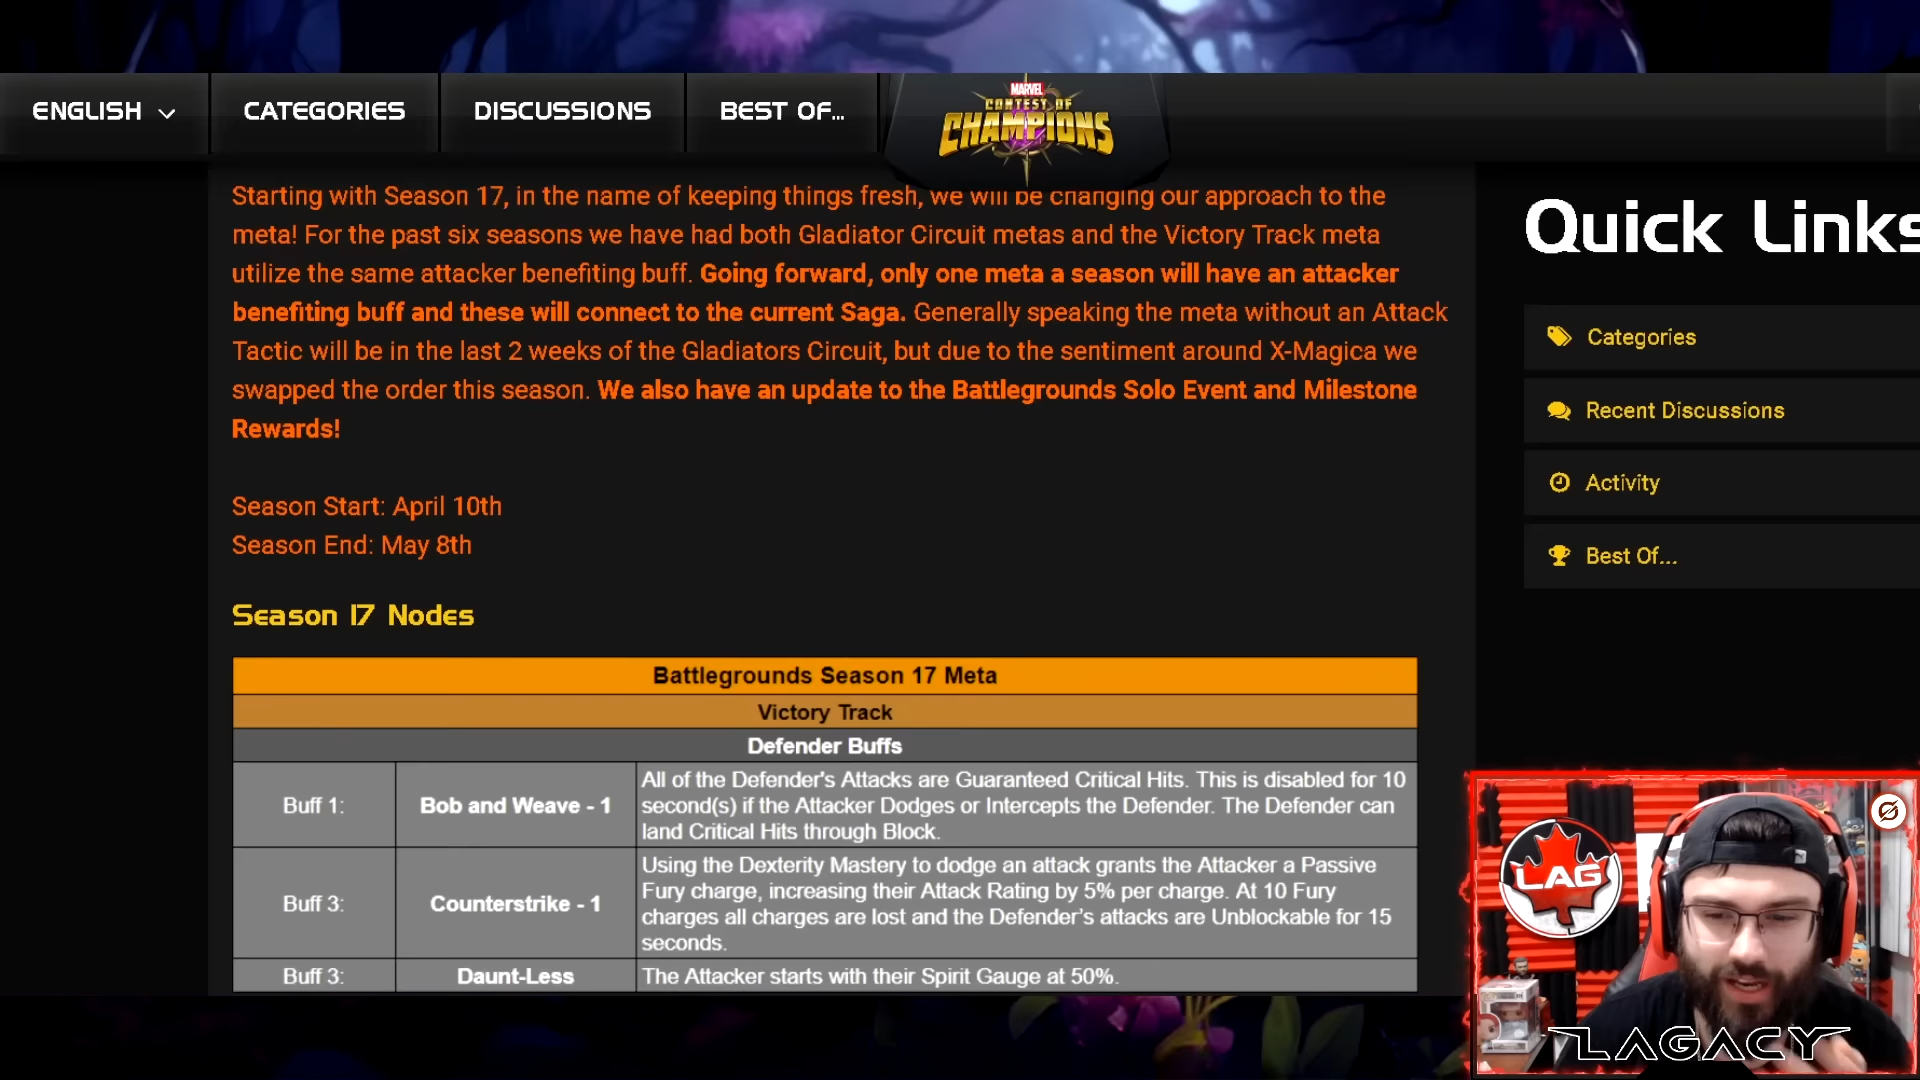 ENGLISH
CATEGORIES
DISCUSSIONS
BEST OF...
MARVEL
CONTEST OF
CHAMPIONS
Starting with Season 17, in the name of keeping things fresh, we will be changing our approach to the
meta! For the past six seasons we have had both Gladiator Circuit metas and the Victory Track meta
utilize the same attacker benefiting buff. Going forward, only one meta a season will have an attacker
benefiting buff and these will connect to the current Saga. Generally speaking the meta without an Attack
Tactic will be in the last 2 weeks of the Gladiators Circuit, but due to the sentiment around X-Magica we
swapped the order this season. We also have an update to the Battlegrounds Solo Event and Milestone
Rewards!
Season Start: April 10th
Season End: May 8th
Season 17 Nodes
Battlegrounds Season 17 Meta
Victory Track
Defender Buffs
Buff 1:
Bob and Weave - 1
All of the Defender's Attacks are Guaranteed Critical Hits. This is disabled for 10
second(s) if the Attacker Dodges or Intercepts the Defender. The Defender can
land Critical Hits through Block.
Buff 3:
Counterstrike - 1
Using the Dexterity Mastery to dodge an attack grants the Attacker a Passive
Fury charge, increasing their Attack Rating by 5% per charge. At 10 Fury
charges all charges are lost and the Defender's attacks are Unblockable for 15
seconds.
Buff 3:
Daunt-Less
The Attacker starts with their Spirit Gauge at 50%.
Quick Links
Categories
Recent Discussions
Activity
Best Of...
LAG
LAGACY